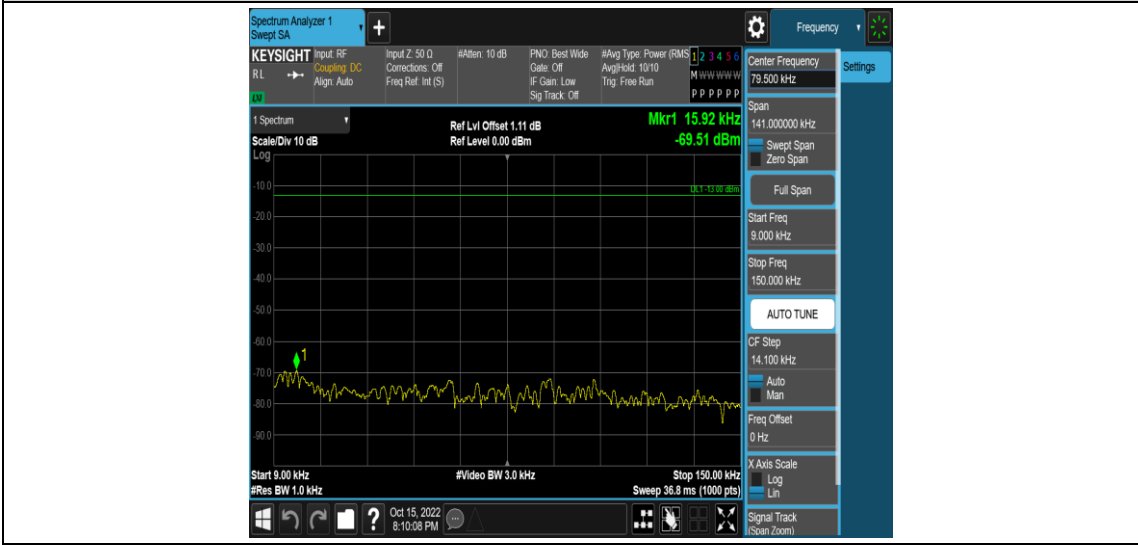 Spectrum Analyzer 1
Swept SA
+
Frequency
KEYSIGHT
RL
LM
Input: RF
Coupling: DC
Align: Auto
Input Z: 50 Ω
Corrections: Off
Freq Ref: Int (S)
#Atten: 10 dB
PNO: Best Wide
Gate: Off
IF Gain: Low
Sig Track: Off
#Avg Type: Power (RMS
Avg|Hold: 10/10
Trig: Free Run
1 2 3 4 5 6
M W W W W W
P P P P P P
1 Spectrum
Scale/Div 10 dB
Log
Ref Lvl Offset 1.11 dB
Ref Level 0.00 dBm
Mkr1 15.92 kHz
-69.51 dBm
-10.0
DL1 -13.00 dBm
-20.0
-30.0
-40.0
-50.0
-60.0
1
-70.0
-80.0
-90.0
Start 9.00 kHz
#Res BW 1.0 kHz
#Video BW 3.0 kHz
Stop 150.00 kHz
Sweep 36.8 ms (1000 pts)
?
Oct 15, 2022
8:10:08 PM
Center Frequency
79.500 kHz
Settings
Span
141.000000 kHz
Swept Span
Zero Span
Full Span
Start Freq
9.000 kHz
Stop Freq
150.000 kHz
AUTO TUNE
CF Step
14.100 kHz
Auto
Man
Freq Offset
0 Hz
X Axis Scale
Log
Lin
Signal Track
(Span Zoom)